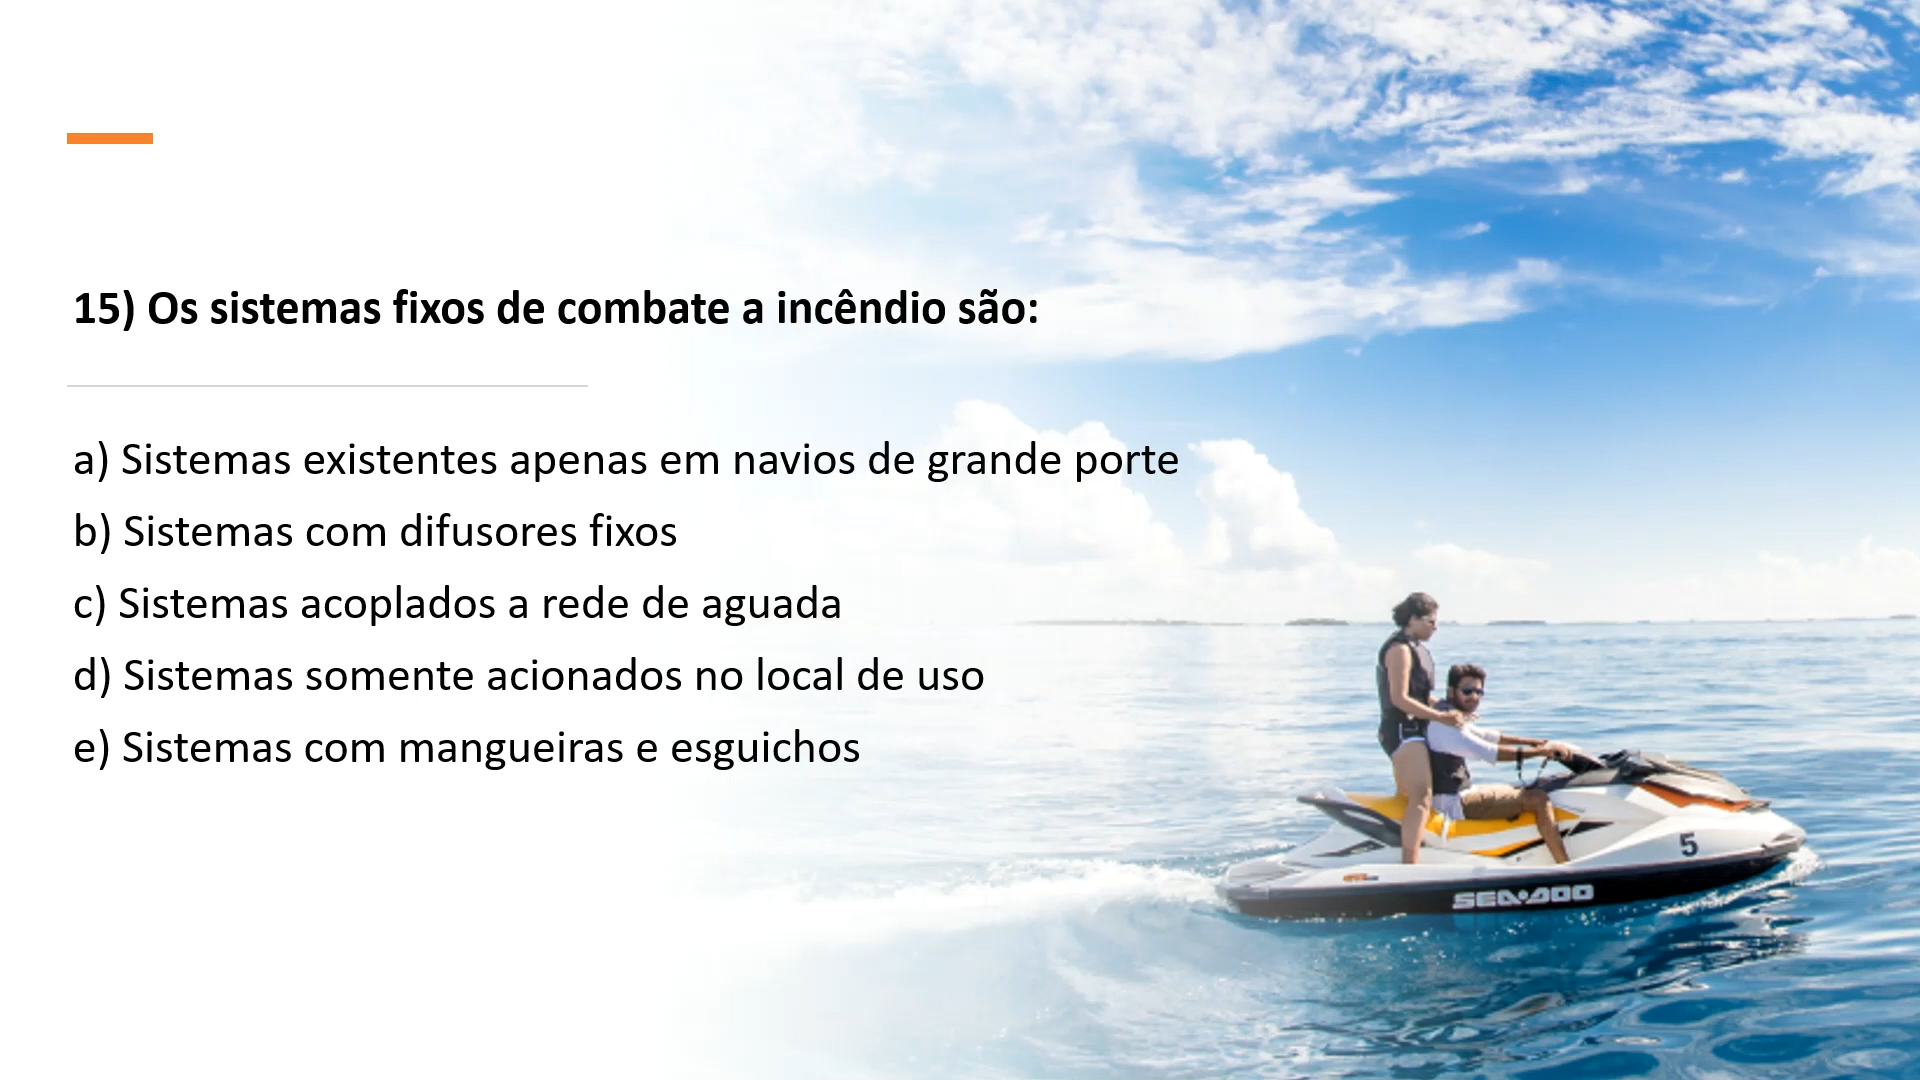 15) Os sistemas fixos de combate a incêndio são:
a) Sistemas existentes apenas em navios de grande porte
b) Sistemas com difusores fixos
c) Sistemas acoplados a rede de aguada
d) Sistemas somente acionados no local de uso
e) Sistemas com mangueiras e esguichos
5
SEA-DOO